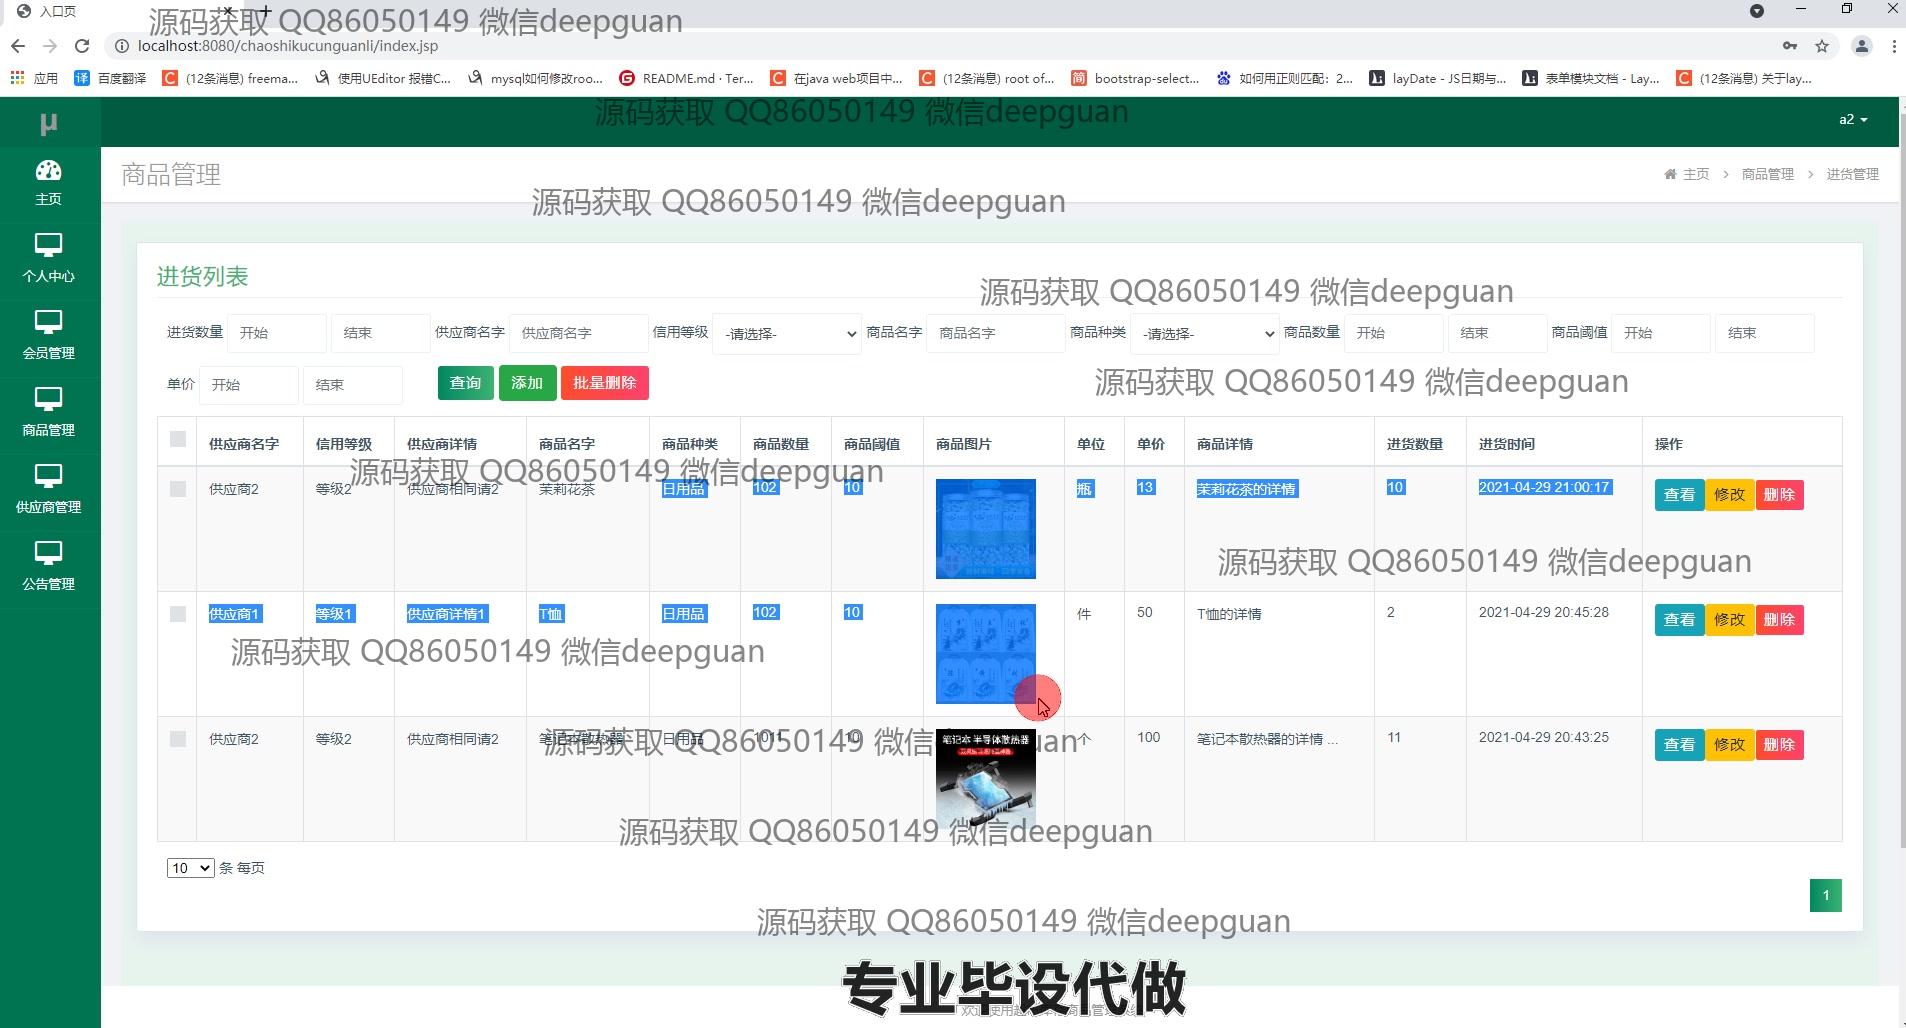 入口页
源码获取 QQ86050149 微信deepguan
localhost:8080/chaoshikucunguanli/index.jsp
应用 百度翻译 (12条消息) freema... 使用UEditor 报错C... mysql如何修改roo... README.md · Ter... 在java web项目中... (12条消息) root of... bootstrap-select... 如何用正则匹配：2... layDate - JS日期与... 表单模块文档 - Lay... (12条消息) 关于lay...
源码获取 QQ86050149 微信deepguan
μ a2
商品管理 主页 > 商品管理 > 进货管理
主页
源码获取 QQ86050149 微信deepguan
个人中心
会员管理
商品管理
供应商管理
公告管理
进货列表
源码获取 QQ86050149 微信deepguan
进货数量 开始 结束 供应商名字 供应商名字 信用等级 -请选择- 商品名字 商品名字 商品种类 -请选择- 商品数量 开始 结束 商品阈值 开始 结束
单价 开始 结束 查询 添加 批量删除
源码获取 QQ86050149 微信deepguan
供应商名字 信用等级 供应商详情 商品名字 商品种类 商品数量 商品阈值 商品图片 单位 单价 商品详情 进货数量 进货时间 操作
源码获取 QQ86050149 微信deepguan
供应商2 等级2 供应商相同请2 茉莉花茶 日用品 102 10 瓶 13 茉莉花茶的详情 10 2021-04-29 21:00:17 查看 修改 删除
源码获取 QQ86050149 微信deepguan
供应商1 等级1 供应商详情1 T恤 日用品 102 10 件 50 T恤的详情 2 2021-04-29 20:45:28 查看 修改 删除
源码获取 QQ86050149 微信deepguan
供应商2 等级2 供应商相同请2 笔记本散热器 日用品 1011 10 个 100 笔记本散热器的详情 ... 11 2021-04-29 20:43:25 查看 修改 删除
源码获取 QQ86050149 微信deepguan
笔记本 半导体散热器
源码获取 QQ86050149 微信deepguan
10 条 每页
1
源码获取 QQ86050149 微信deepguan
专业毕设代做